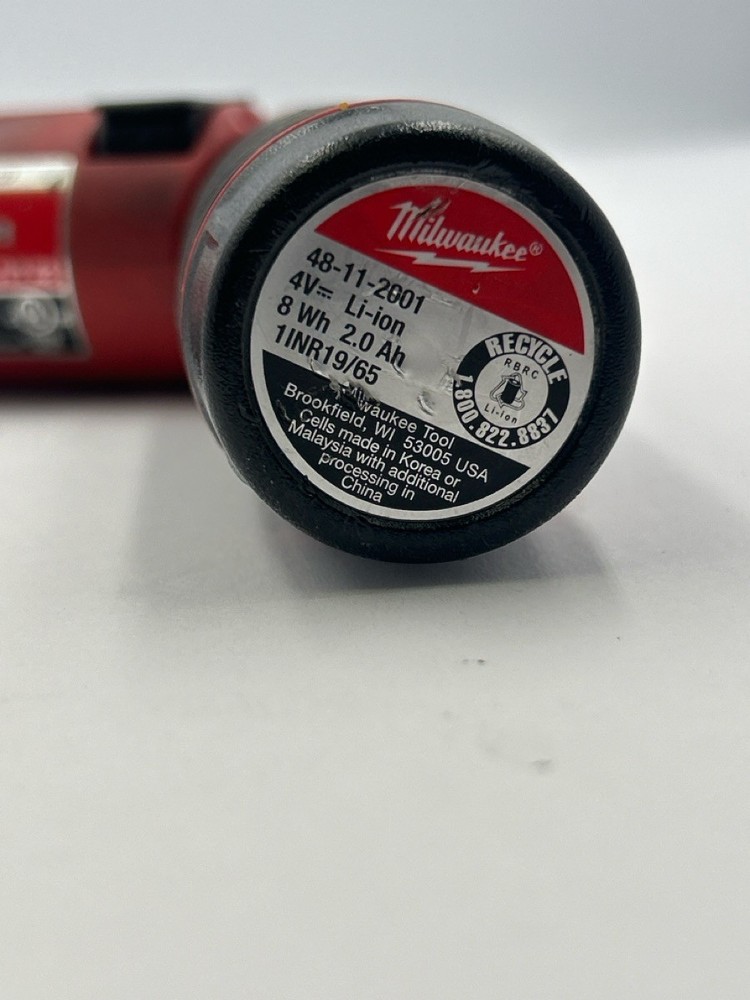 Milwaukee®
48-11-2001
4V⎓ Li-ion
8 Wh 2.0 Ah
1INR19/65
RECYCLE
RBRC
Li-ion
1.800.822.8837
Milwaukee Tool
Brookfield, WI 53005 USA
Cells made in Korea or
Malaysia with additional
processing in
China